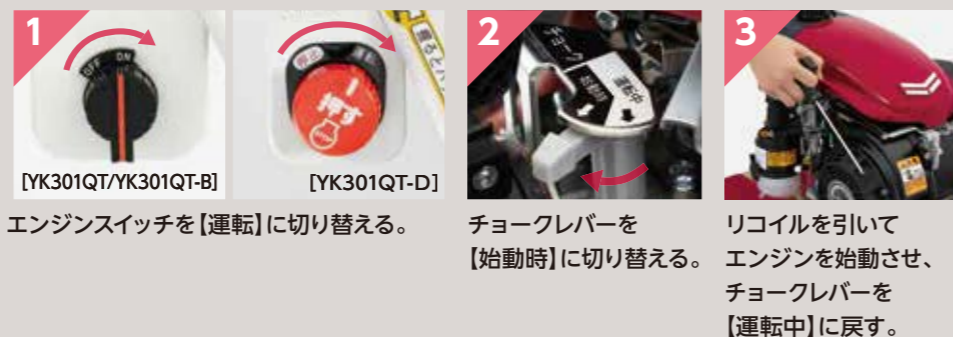 1
OFF ON
停止
押す
[YK301QT/YK301QT-B]
[YK301QT-D]
エンジンスイッチを【運転】に切り替える。
2
チョーク
始動時
運転中
チョークレバーを
【始動時】に切り替える。
3
リコイルを引いて
エンジンを始動させ、
チョークレバーを
【運転中】に戻す。